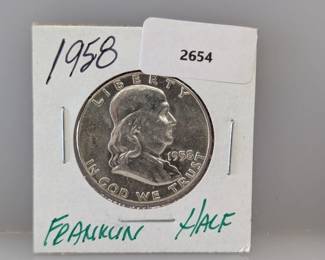 1958
2654
LIBERTY
1958
IN GOD WE TRUST
FRANKLIN HALF